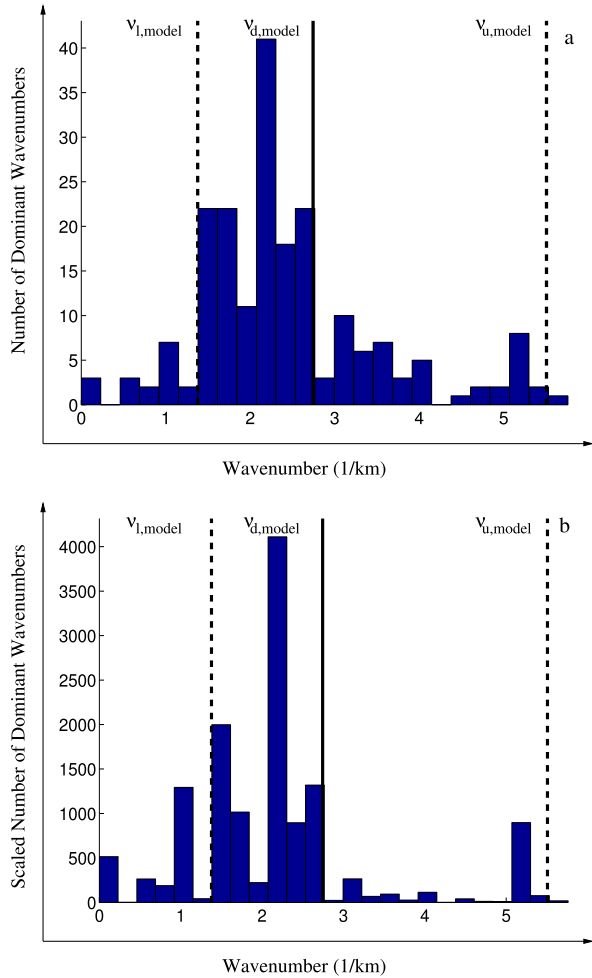 ν_l,model ν_d,model ν_u,model a
40
35
30
25
20
15
10
5
0
0 1 2 3 4 5
Number of Dominant Wavenumbers
Wavenumber (1/km)
ν_l,model ν_d,model ν_u,model b
4000
3500
3000
2500
2000
1500
1000
500
0
0 1 2 3 4 5
Scaled Number of Dominant Wavenumbers
Wavenumber (1/km)